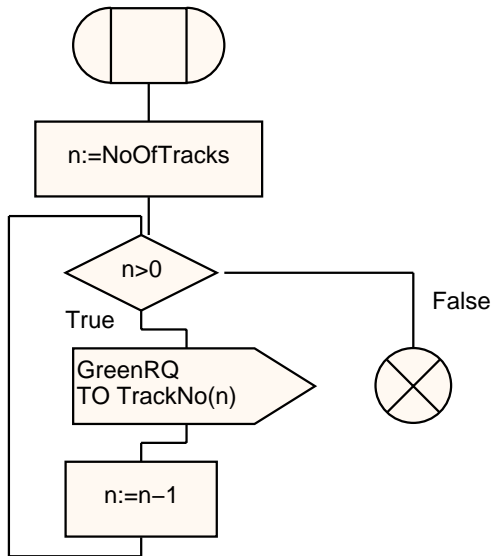 n:=NoOfTracks
n>0
False
True
GreenRQ
TO TrackNo(n)
n:=n−1